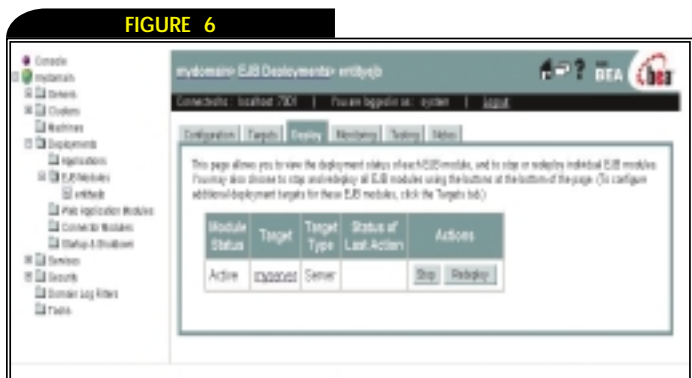 FIGURE 6
Console
mydomain
Servers
Clusters
Machines
Deployments
Applications
EJB Modules
entityejb
Web Application Modules
Connector Modules
Startup & Shutdown
Services
Security
Domain Log Filters
Tasks
mydomain> EJB Deployments> entityejb
? BEA bea
Connected to: localhost:7001 | You are logged in as: system | Logout
Configuration Targets Deploy Monitoring Testing Notes
This page allows you to view the deployment status of each EJB module, and to stop or redeploy individual EJB modules.
You may also choose to stop and redeploy all EJB modules using the buttons at the bottom of the page. (To configure
additional deployment targets for these EJB modules, click the Targets tab.)
Module Status Target Target Type Status of Last Action Actions
Active myserver Server Stop Redeploy